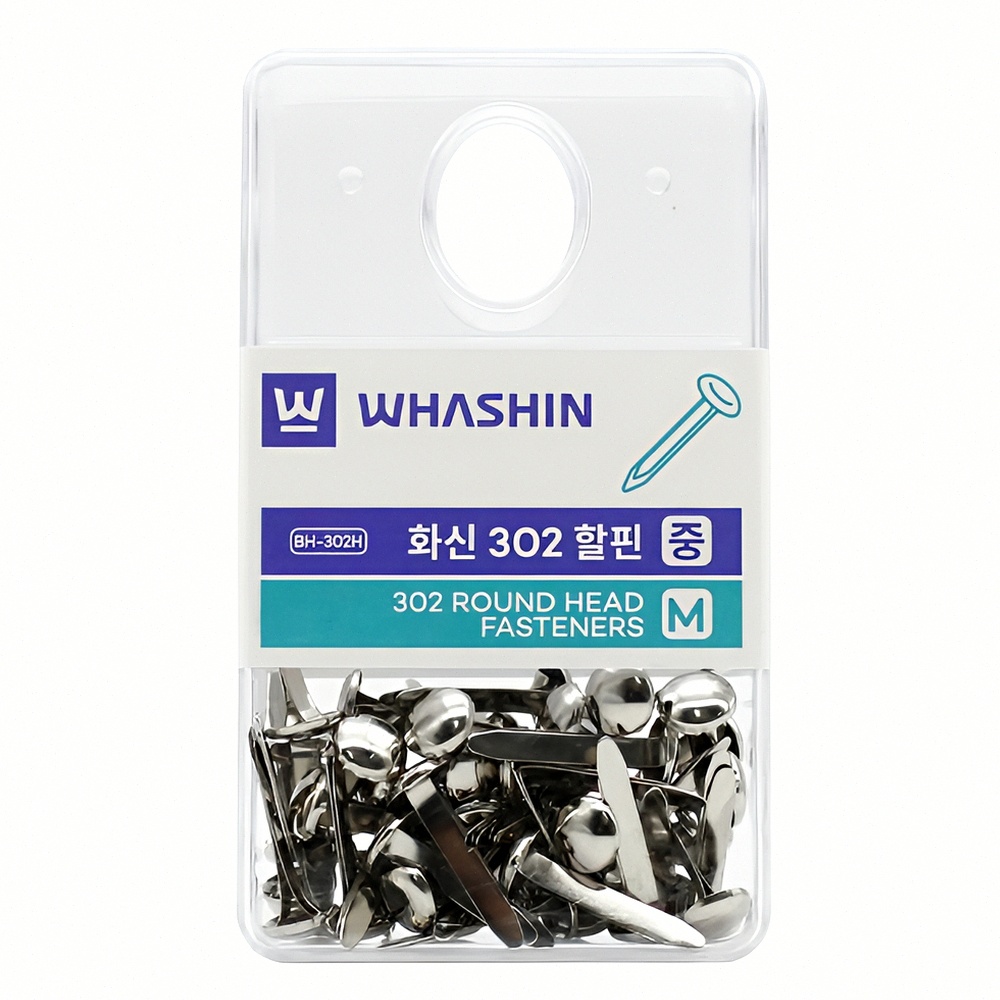 W WHASHIN
BH-302H 화신 302 할핀 중
302 ROUND HEAD
FASTENERS M